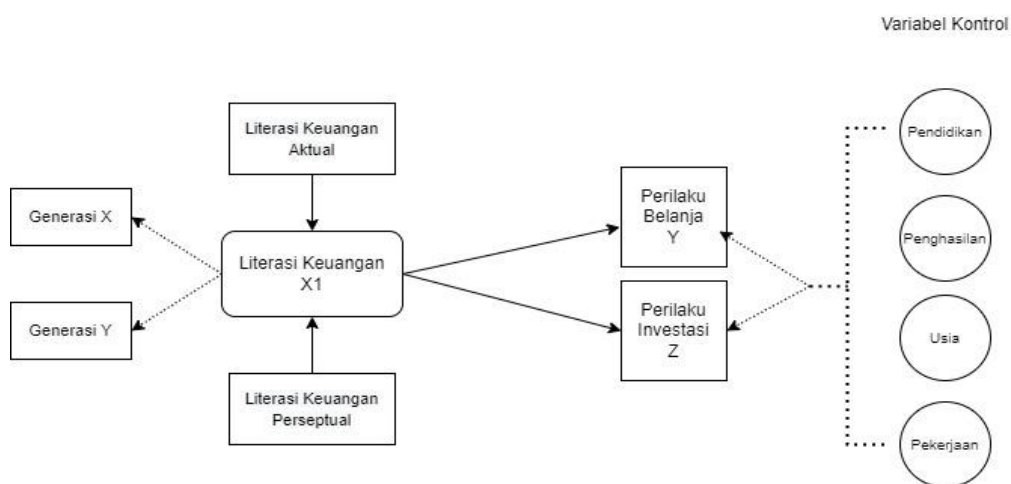 Variabel Kontrol
Literasi Keuangan
Aktual
Pendidikan
Generasi X
Perilaku
Belanja
Y
Penghasilan
Literasi Keuangan
X1
Generasi Y
Perilaku
Investasi
Z
Usia
Literasi Keuangan
Perseptual
Pekerjaan